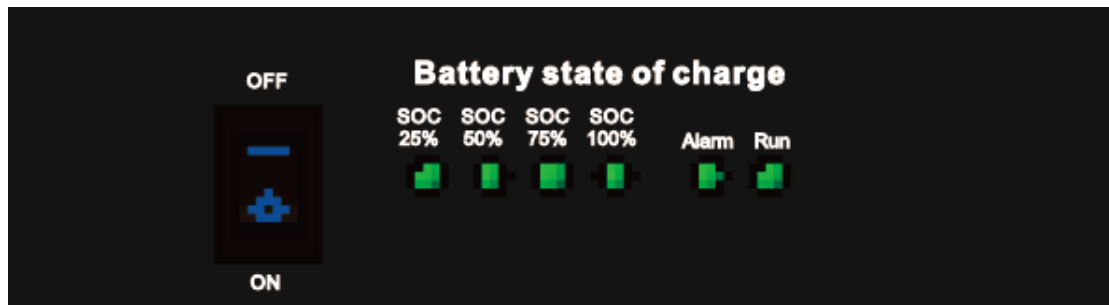 OFF
Battery state of charge
SOC 25%
SOC 50%
SOC 75%
SOC 100%
Alarm
Run
ON